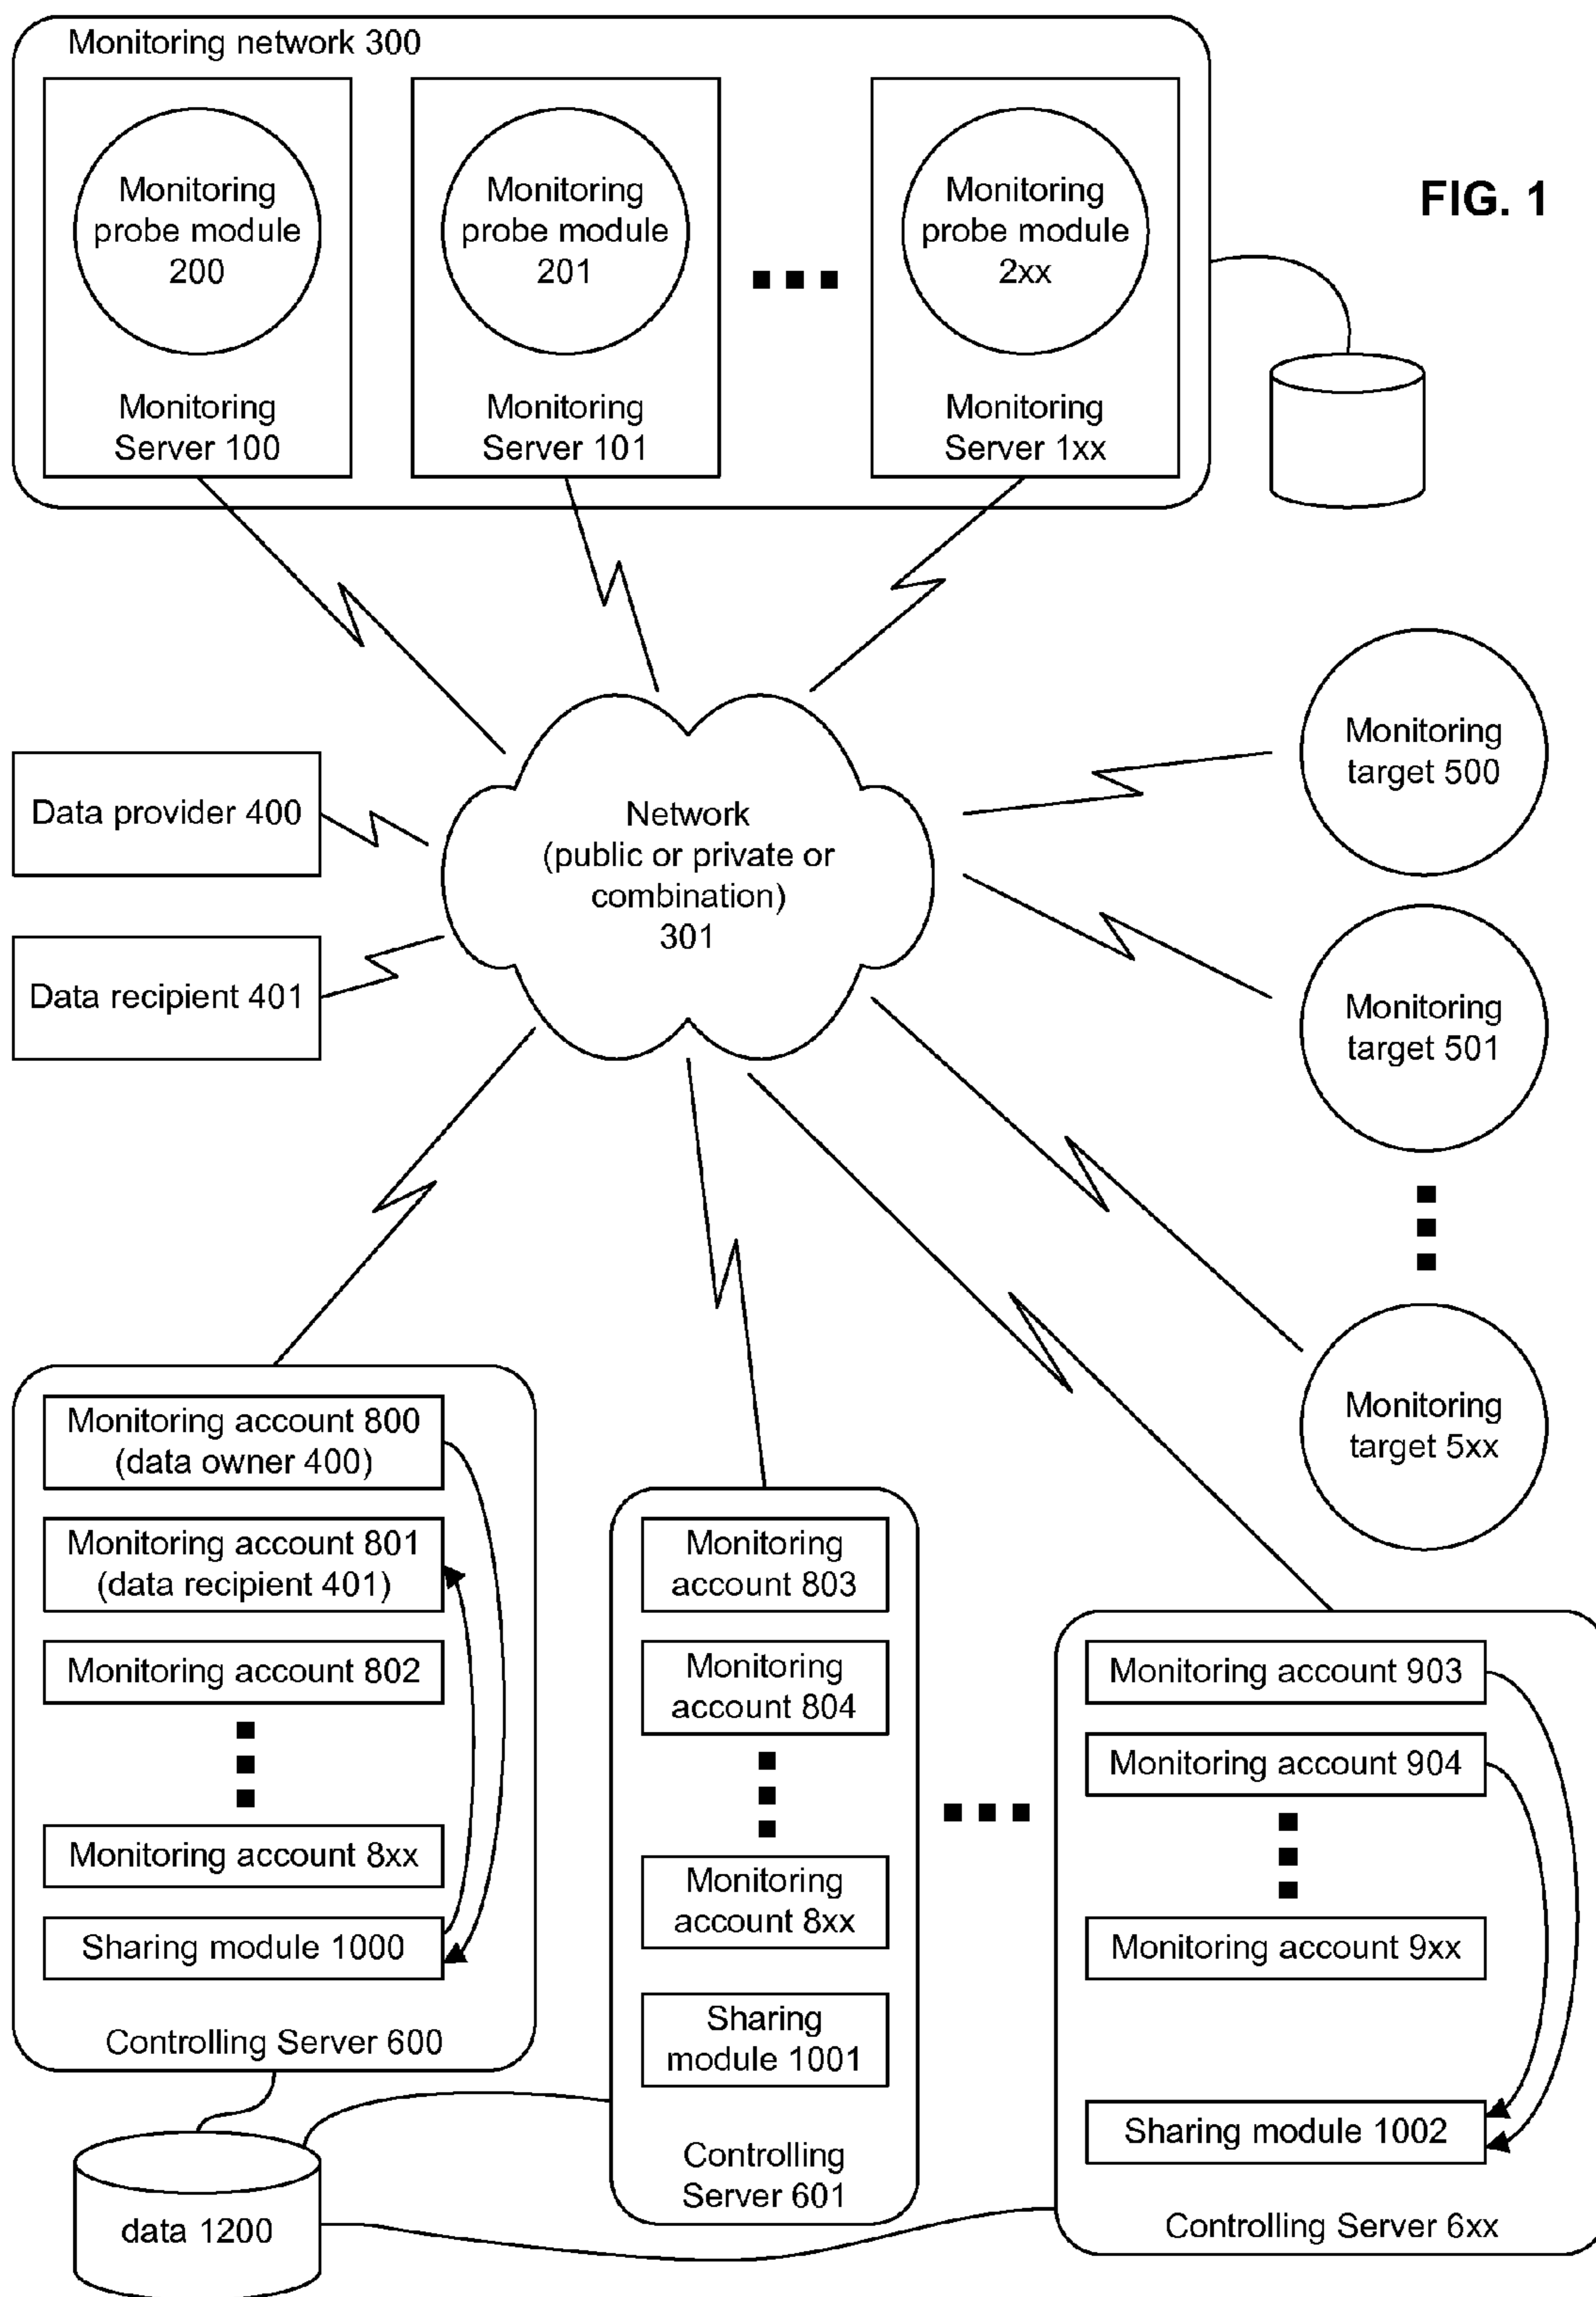 Monitoring network 300
Monitoring
probe module
200
Monitoring
Server 100
Monitoring
probe module
201
Monitoring
Server 101
Monitoring
probe module
2xx
Monitoring
Server 1xx
FIG. 1
Data provider 400
Data recipient 401
Network
(public or private or
combination)
301
Monitoring
target 500
Monitoring
target 501
Monitoring
target 5xx
Monitoring account 800
(data owner 400)
Monitoring account 801
(data recipient 401)
Monitoring account 802
Monitoring account 8xx
Sharing module 1000
Controlling Server 600
Monitoring
account 803
Monitoring
account 804
Monitoring
account 8xx
Sharing
module 1001
Controlling
Server 601
Monitoring account 903
Monitoring account 904
Monitoring account 9xx
Sharing module 1002
Controlling Server 6xx
data 1200